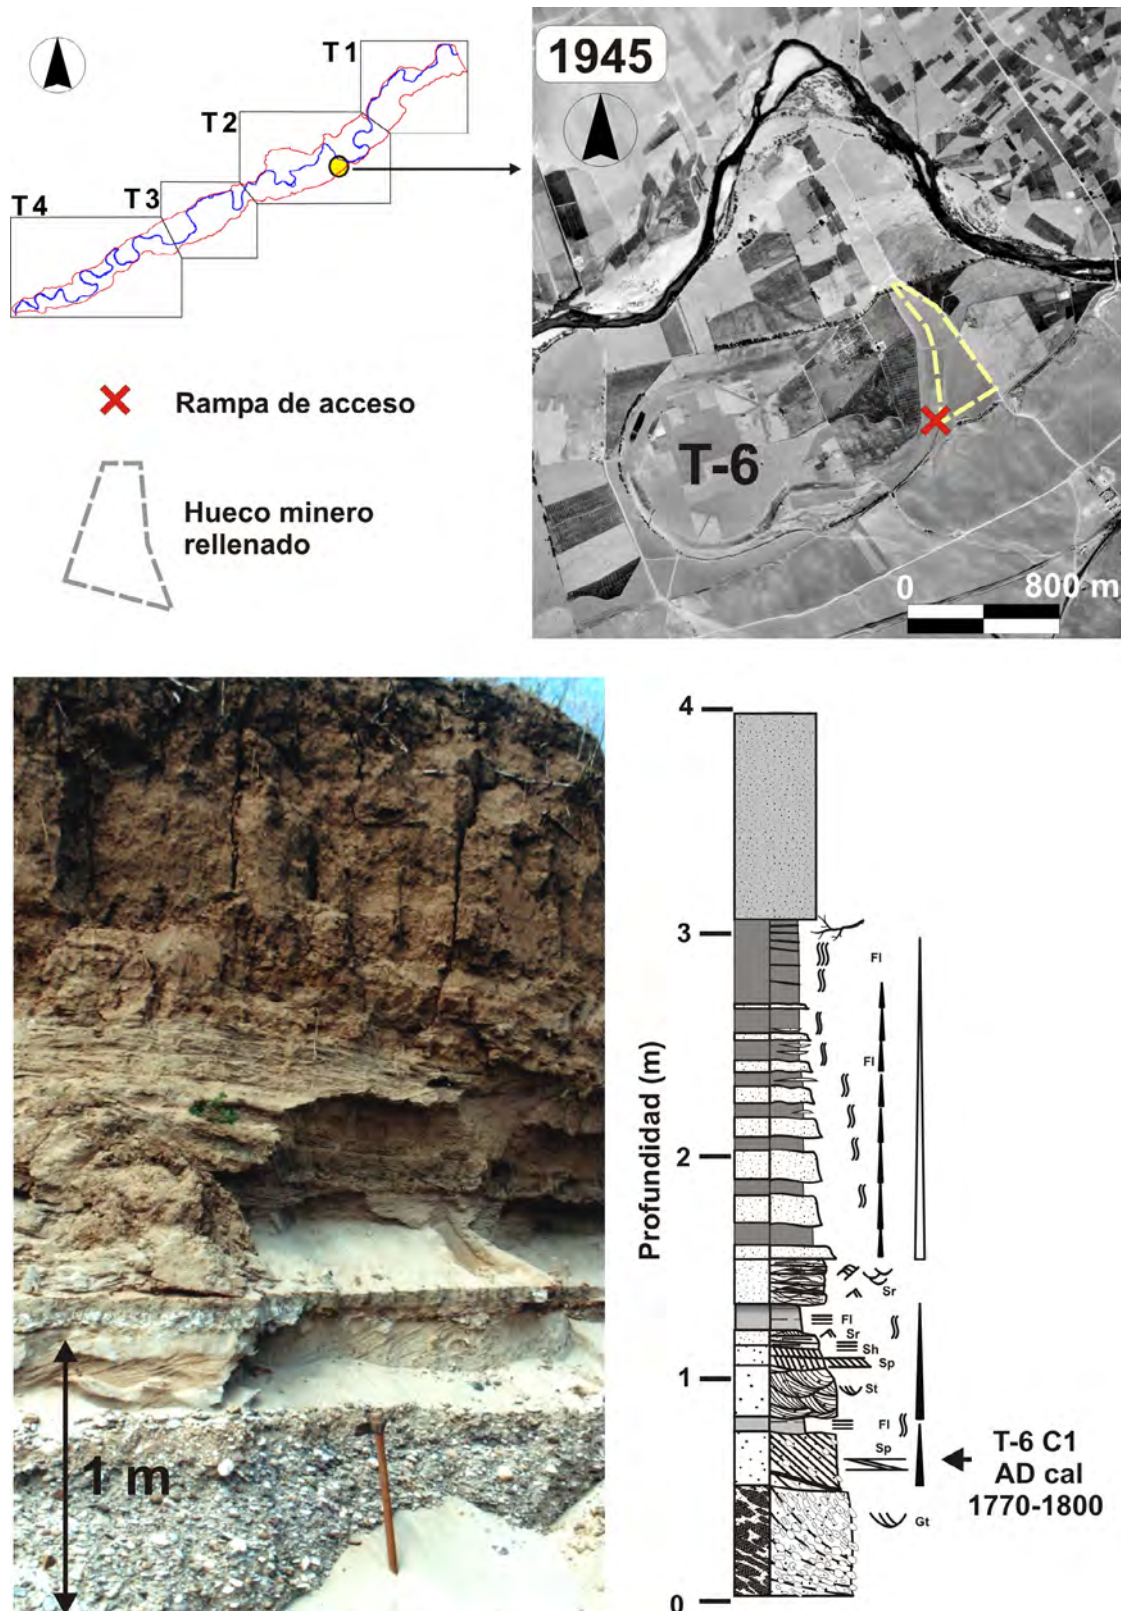 T 1
T 2
T 3
T 4
1945
T-6
0 800 m
Rampa de acceso
Hueco minero
rellenado
1 m
Profundidad (m)
4
3
Fl
Fl
2
Sr
Fl
Sr
Sh
Sp
1
St
Fl
Sp
T-6 C1
AD cal
1770-1800
Gt
0